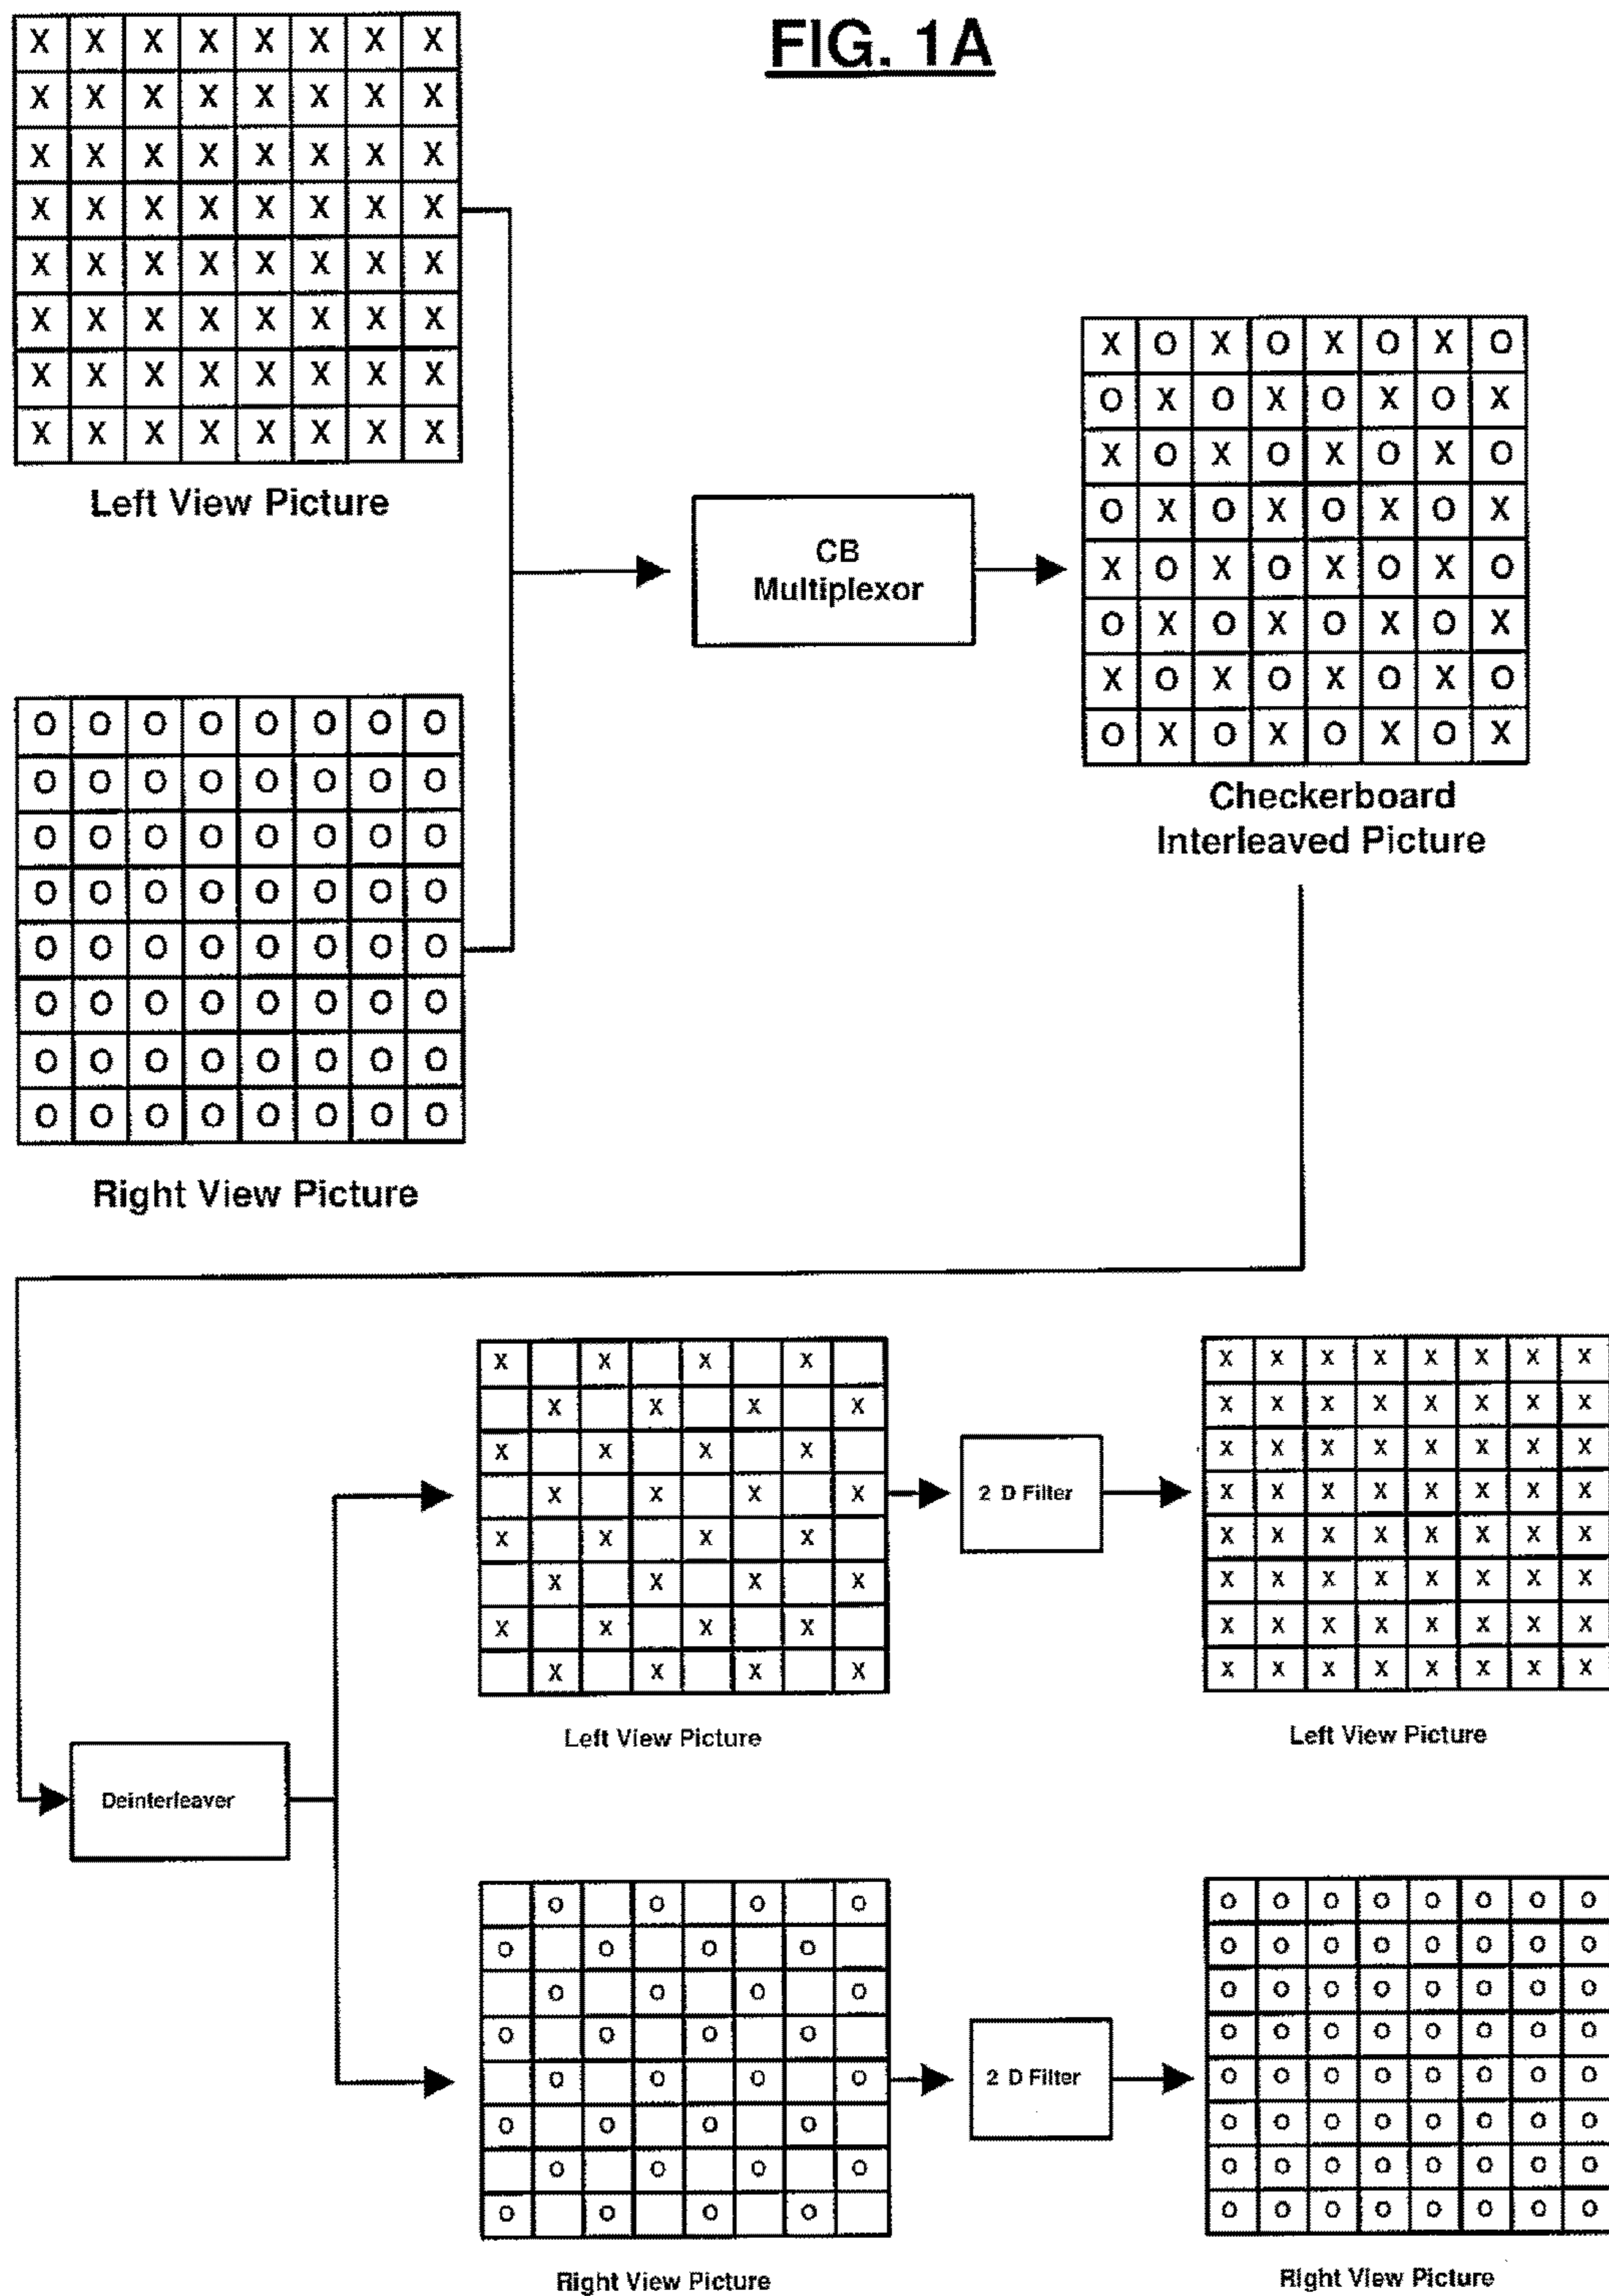 FIG. 1A
X X X X X X X X
X X X X X X X X
X X X X X X X X
X X X X X X X X
X X X X X X X X
X X X X X X X X
X X X X X X X X
X X X X X X X X
Left View Picture
O O O O O O O O
O O O O O O O O
O O O O O O O O
O O O O O O O O
O O O O O O O O
O O O O O O O O
O O O O O O O O
O O O O O O O O
Right View Picture
CB
Multiplexor
X O X O X O X O
O X O X O X O X
X O X O X O X O
O X O X O X O X
X O X O X O X O
O X O X O X O X
X O X O X O X O
O X O X O X O X
Checkerboard
Interleaved Picture
Deinterleaver
X X X X
X X X X
X X X X
X X X X
X X X X
X X X X
X X X X
X X X X
Left View Picture
2 D Filter
X X X X X X X X
X X X X X X X X
X X X X X X X X
X X X X X X X X
X X X X X X X X
X X X X X X X X
X X X X X X X X
X X X X X X X X
Left View Picture
O O O O
O O O O
O O O O
O O O O
O O O O
O O O O
O O O O
O O O O
Right View Picture
2 D Filter
O O O O O O O O
O O O O O O O O
O O O O O O O O
O O O O O O O O
O O O O O O O O
O O O O O O O O
O O O O O O O O
O O O O O O O O
Right View Picture